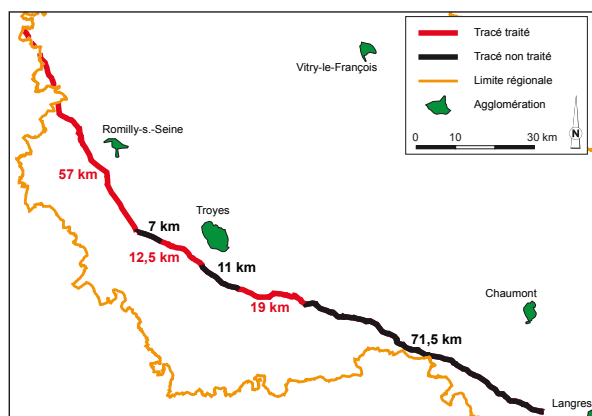 Tracé traité
Tracé non traité
Limite régionale
Agglomération
0 10 30 km
N
Vitry-le-François
Romilly-s.-Seine
57 km
Troyes
7 km
12,5 km
11 km
19 km
Chaumont
71,5 km
Langres